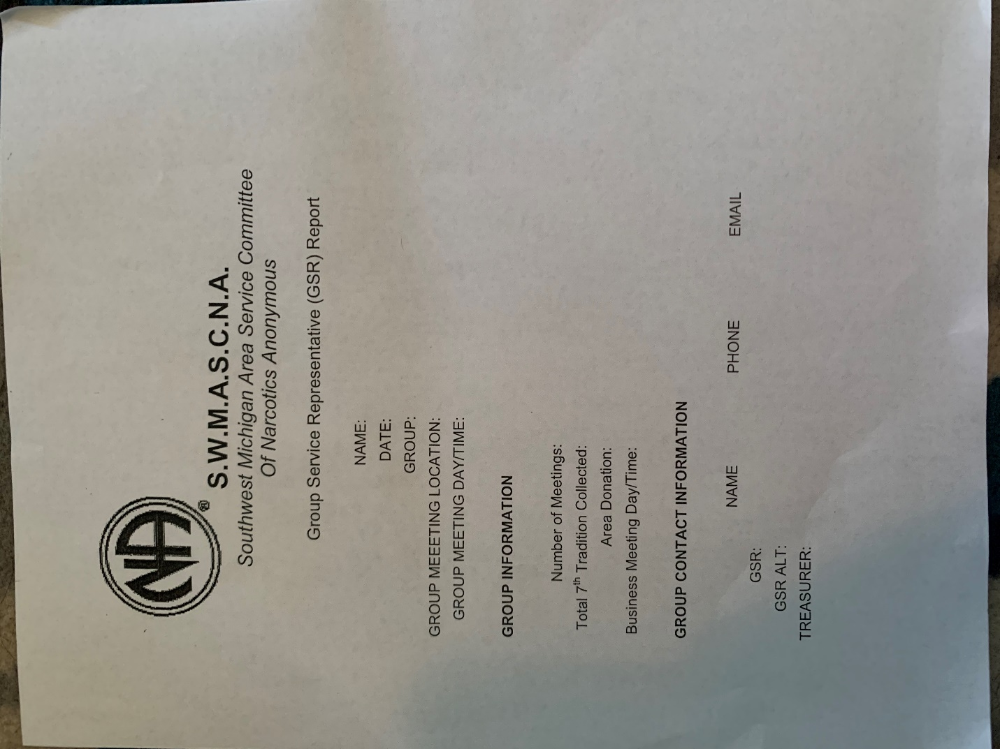 NA
®
S.W.M.A.S.C.N.A.
Southwest Michigan Area Service Committee
Of Narcotics Anonymous
Group Service Representative (GSR) Report
NAME:
DATE:
GROUP:
GROUP MEEETING LOCATION:
GROUP MEETING DAY/TIME:
GROUP INFORMATION
Number of Meetings:
Total 7th Tradition Collected:
Area Donation:
Business Meeting Day/Time:
GROUP CONTACT INFORMATION
NAME PHONE EMAIL
GSR:
GSR ALT:
TREASURER: